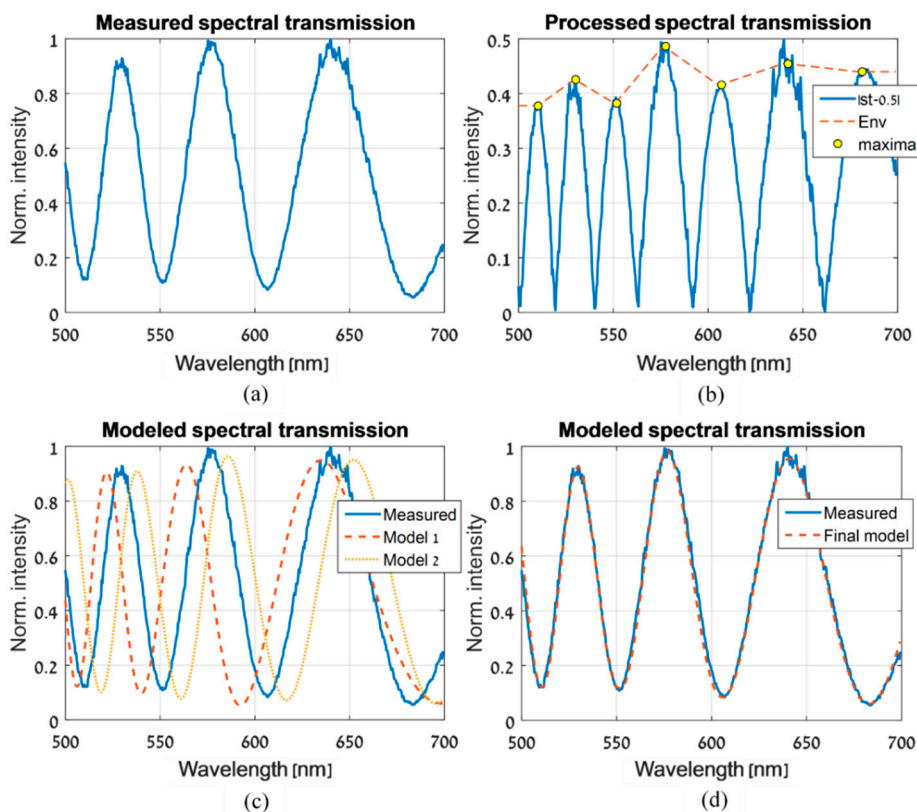 Measured spectral transmission
Norm. intensity
1
0.8
0.6
0.4
0.2
0
500 550 600 650 700
Wavelength [nm]
(a)
Processed spectral transmission
Norm. intensity
0.5
0.4
0.3
0.2
0.1
0
|st-0.5|
Env
maxima
500 550 600 650 700
Wavelength [nm]
(b)
Modeled spectral transmission
Norm. intensity
1
0.8
0.6
0.4
0.2
0
Measured
Model 1
Model 2
500 550 600 650 700
Wavelength [nm]
(c)
Modeled spectral transmission
Norm. intensity
1
0.8
0.6
0.4
0.2
0
Measured
Final model
500 550 600 650 700
Wavelength [nm]
(d)